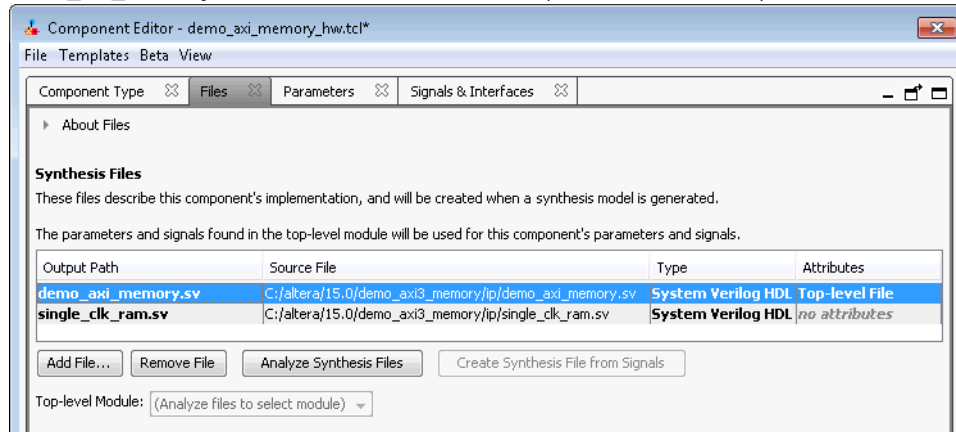 Component Editor - demo_axi_memory_hw.tcl*
File Templates Beta View
Component Type Files Parameters Signals & Interfaces
About Files
Synthesis Files
These files describe this component's implementation, and will be created when a synthesis model is generated.
The parameters and signals found in the top-level module will be used for this component's parameters and signals.
Output Path Source File Type Attributes
demo_axi_memory.sv C:/altera/15.0/demo_axi3_memory/ip/demo_axi_memory.sv System Verilog HDL Top-level File
single_clk_ram.sv C:/altera/15.0/demo_axi3_memory/ip/single_clk_ram.sv System Verilog HDL no attributes
Add File... Remove File Analyze Synthesis Files Create Synthesis File from Signals
Top-level Module: (Analyze files to select module)